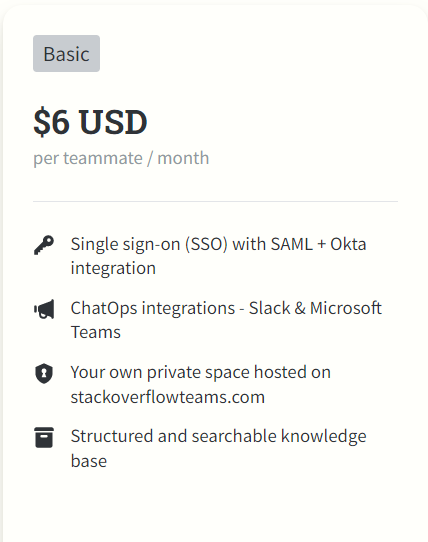 Basic
$6 USD
per teammate / month
Single sign-on (SSO) with SAML + Okta
integration
ChatOps integrations - Slack & Microsoft
Teams
Your own private space hosted on
stackoverflowteams.com
Structured and searchable knowledge
base